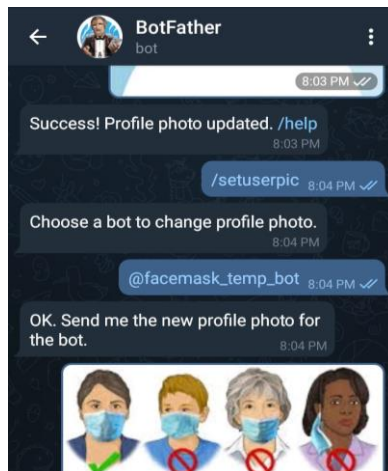 BotFather
bot
8:03 PM
Success! Profile photo updated. /help
8:03 PM
/setuserpic 8:04 PM
Choose a bot to change profile photo.
8:04 PM
@facemask_temp_bot 8:04 PM
OK. Send me the new profile photo for
the bot.
8:04 PM